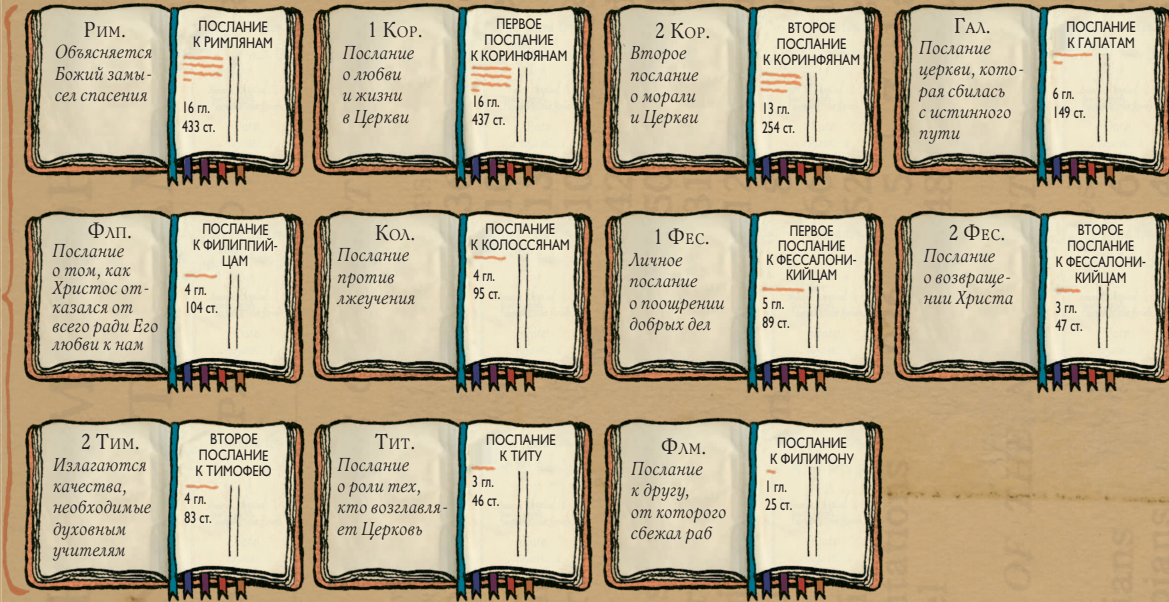 Рим.
Объясняется
Божий замы-
сел спасения
ПОСЛАНИЕ
К РИМЛЯНАМ
16 гл.
433 ст.
1 Кор.
Послание
о любви
и жизни
в Церкви
ПЕРВОЕ
ПОСЛАНИЕ
К КОРИНФЯНАМ
16 гл.
437 ст.
2 Кор.
Второе
послание
о морали
и Церкви
ВТОРОЕ
ПОСЛАНИЕ
К КОРИНФЯНАМ
13 гл.
254 ст.
Гал.
Послание
церкви, кото-
рая сбилась
с истинного
пути
ПОСЛАНИЕ
К ГАЛАТАМ
6 гл.
149 ст.
Флп.
Послание
о том, как
Христос от-
казался от
всего ради Его
любви к нам
ПОСЛАНИЕ
К ФИЛИППИЙ-
ЦАМ
4 гл.
104 ст.
Кол.
Послание
против
лжеучения
ПОСЛАНИЕ
К КОЛОССЯНАМ
4 гл.
95 ст.
1 Фес.
Личное
послание
о поощрении
добрых дел
ПЕРВОЕ
ПОСЛАНИЕ
К ФЕССАЛОНИ-
КИЙЦАМ
5 гл.
89 ст.
2 Фес.
Послание
о возвраще-
нии Христа
ВТОРОЕ
ПОСЛАНИЕ
К ФЕССАЛОНИ-
КИЙЦАМ
3 гл.
47 ст.
2 Тим.
Излагаются
качества,
необходимые
духовным
учителям
ВТОРОЕ
ПОСЛАНИЕ
К ТИМОФЕЮ
4 гл.
83 ст.
Тит.
Послание
о роли тех,
кто возглавля-
ет Церковь
ПОСЛАНИЕ
К ТИТУ
3 гл.
46 ст.
Флм.
Послание
к другу,
от которого
сбежал раб
ПОСЛАНИЕ
К ФИЛИМОНУ
1 гл.
25 ст.
OF THE